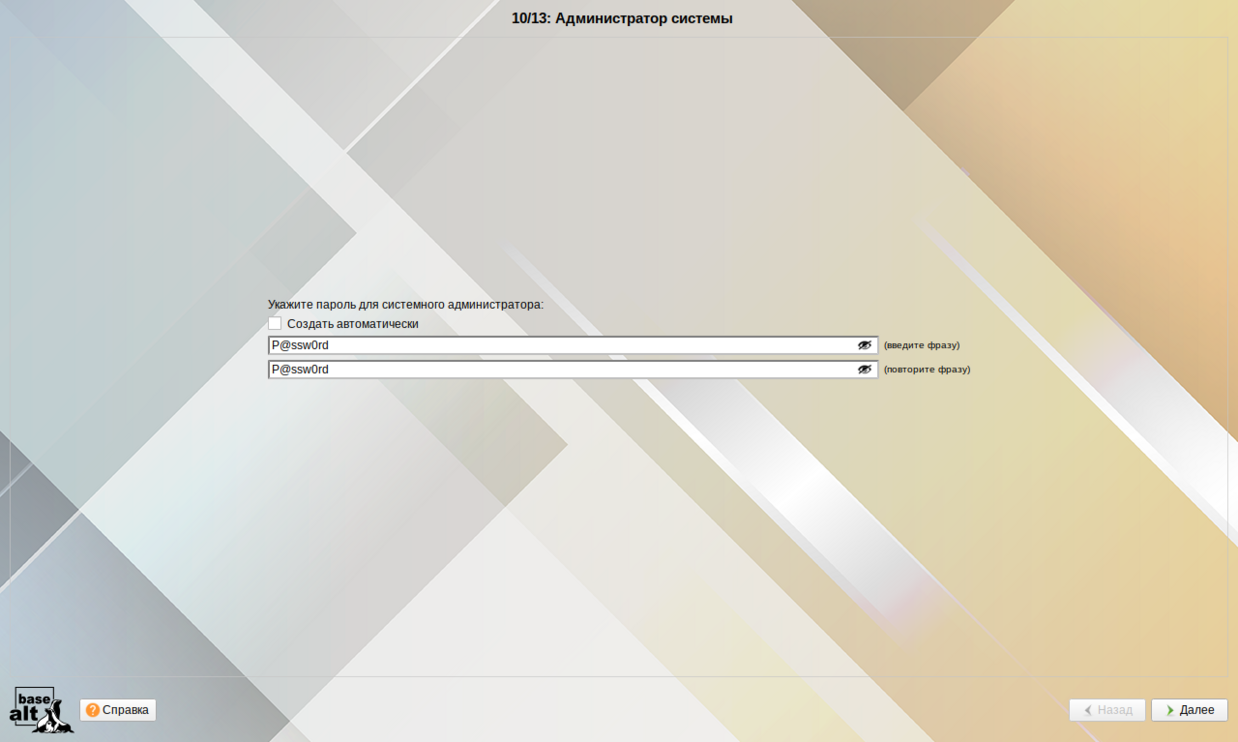 10/13: Администратор системы
Укажите пароль для системного администратора:
Создать автоматически
P@ssw0rd (введите фразу)
P@ssw0rd (повторите фразу)
base
alt
Справка
Назад
Далее